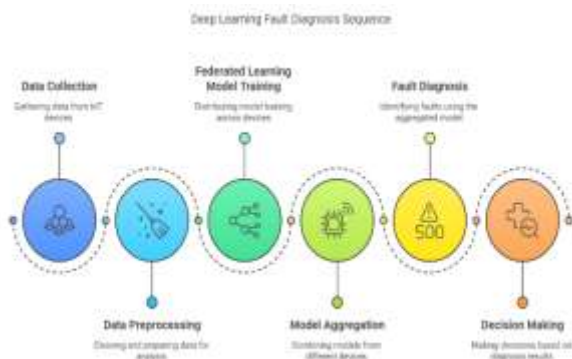 Deep Learning Fault Diagnosis Sequence
Data Collection
Gathering data from IoT
devices
Federated Learning
Model Training
Distributing model training
across devices
Fault Diagnosis
Identifying faults using the
aggregated model
500
Data Preprocessing
Cleaning and preparing data for
analysis
Model Aggregation
Combining models from
different devices
Decision Making
Making decisions based on
diagnosis results